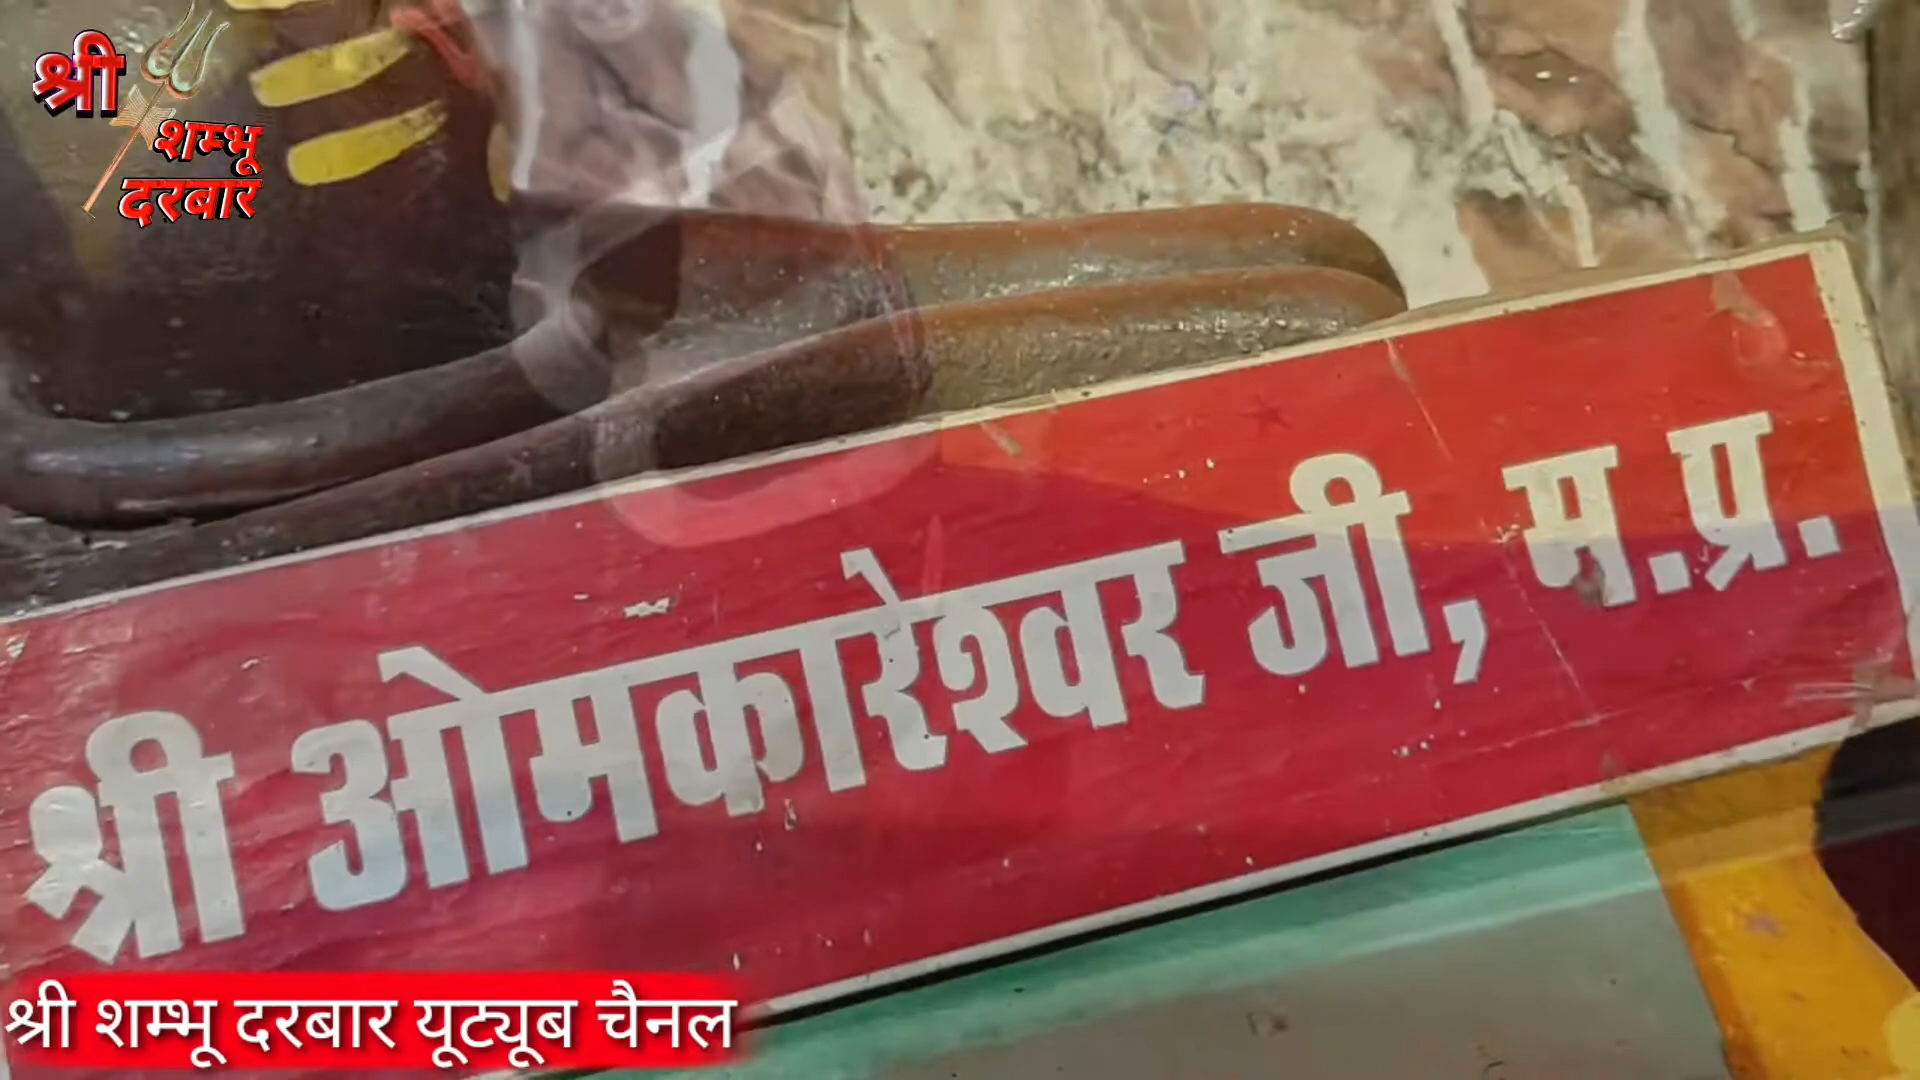 श्री
शम्भू
दरबार
श्री ओमकारेश्वर जी, म.प्र.
श्री शम्भू दरबार यूट्यूब चैनल